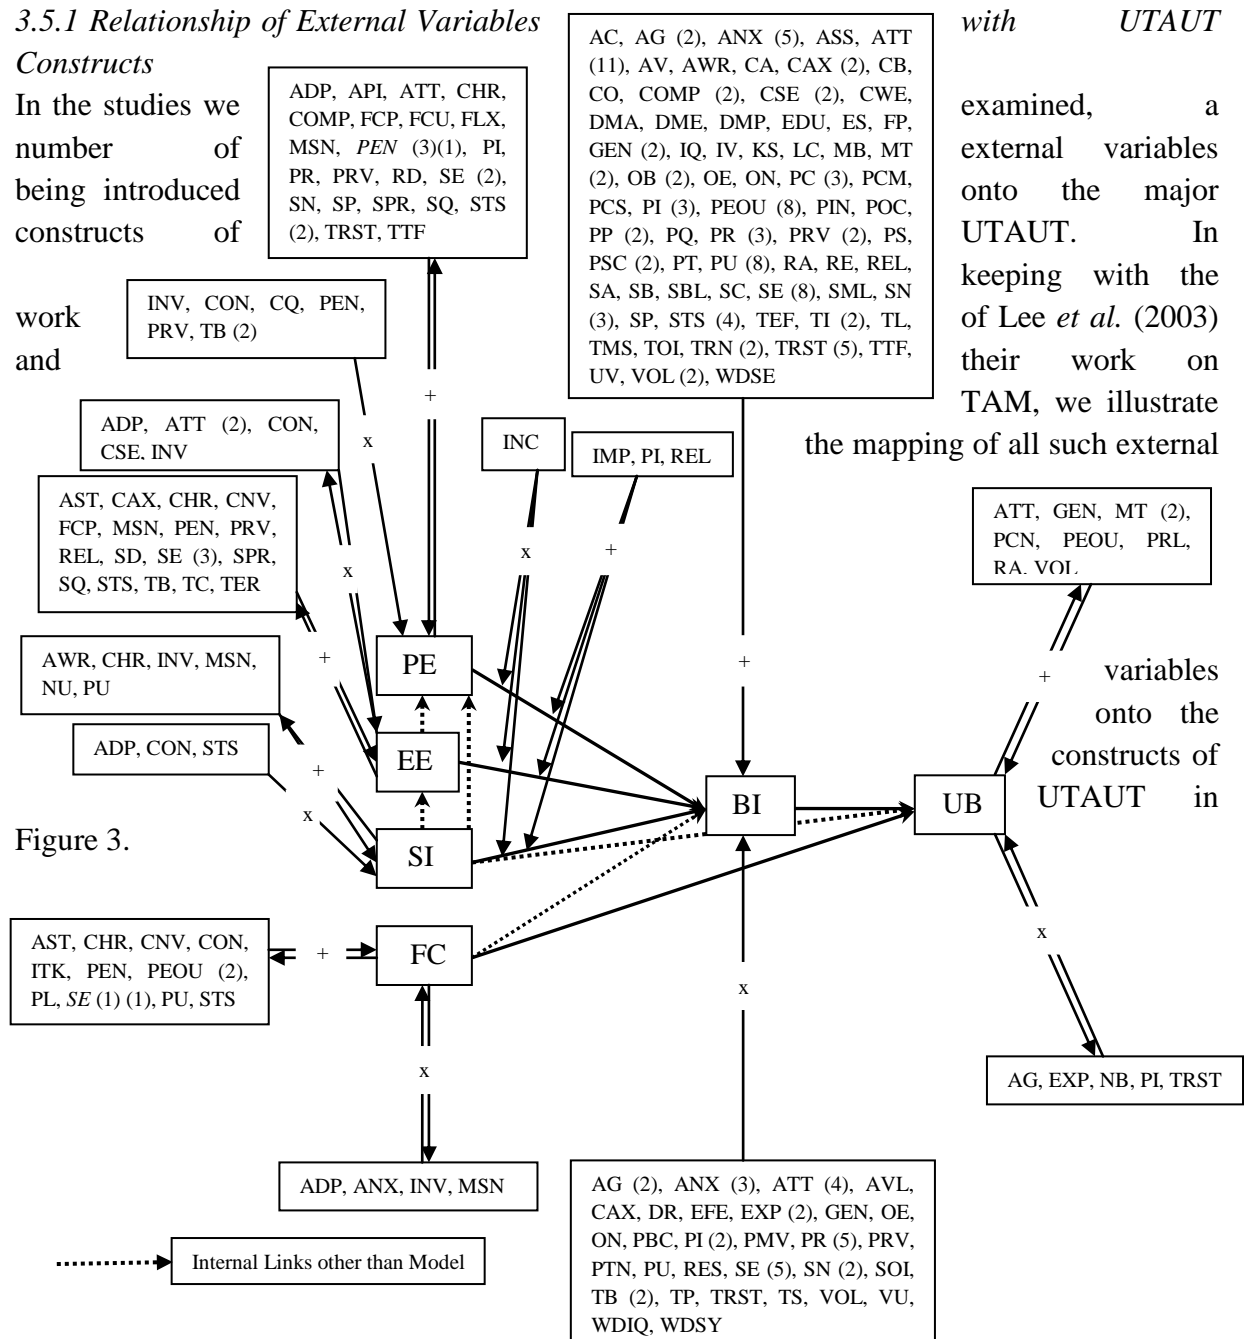 3.5.1 Relationship of External Variables with UTAUT
Constructs
In the studies we examined, a
number of external variables
being introduced onto the major
constructs of UTAUT. In
keeping with the
work of Lee et al. (2003)
and their work on
TAM, we illustrate
the mapping of all such external
variables
onto the
constructs of
UTAUT in
Figure 3.
ADP, API, ATT, CHR,
COMP, FCP, FCU, FLX,
MSN, PEN (3)(1), PI,
PR, PRV, RD, SE (2),
SN, SP, SPR, SQ, STS
(2), TRST, TTF
AC, AG (2), ANX (5), ASS, ATT
(11), AV, AWR, CA, CAX (2), CB,
CO, COMP (2), CSE (2), CWE,
DMA, DME, DMP, EDU, ES, FP,
GEN (2), IQ, IV, KS, LC, MB, MT
(2), OB (2), OE, ON, PC (3), PCM,
PCS, PI (3), PEOU (8), PIN, POC,
PP (2), PQ, PR (3), PRV (2), PS,
PSC (2), PT, PU (8), RA, RE, REL,
SA, SB, SBL, SC, SE (8), SML, SN
(3), SP, STS (4), TEF, TI (2), TL,
TMS, TOI, TRN (2), TRST (5), TTF,
UV, VOL (2), WDSE
INV, CON, CQ, PEN,
PRV, TB (2)
ADP, ATT (2), CON,
CSE, INV
INC
IMP, PI, REL
AST, CAX, CHR, CNV,
FCP, MSN, PEN, PRV,
REL, SD, SE (3), SPR,
SQ, STS, TB, TC, TER
ATT, GEN, MT (2),
PCN, PEOU, PRL,
RA, VOL
AWR, CHR, INV, MSN,
NU, PU
ADP, CON, STS
+
x
x
+
x
+
+
x
+
+
PE
EE
SI
FC
BI
UB
AST, CHR, CNV, CON,
ITK, PEN, PEOU (2),
PL, SE (1) (1), PU, STS
+
x
x
x
AG, EXP, NB, PI, TRST
ADP, ANX, INV, MSN
AG (2), ANX (3), ATT (4), AVL,
CAX, DR, EFE, EXP (2), GEN, OE,
ON, PBC, PI (2), PMV, PR (5), PRV,
PTN, PU, RES, SE (5), SN (2), SOI,
TB (2), TP, TRST, TS, VOL, VU,
WDIQ, WDSY
Internal Links other than Model